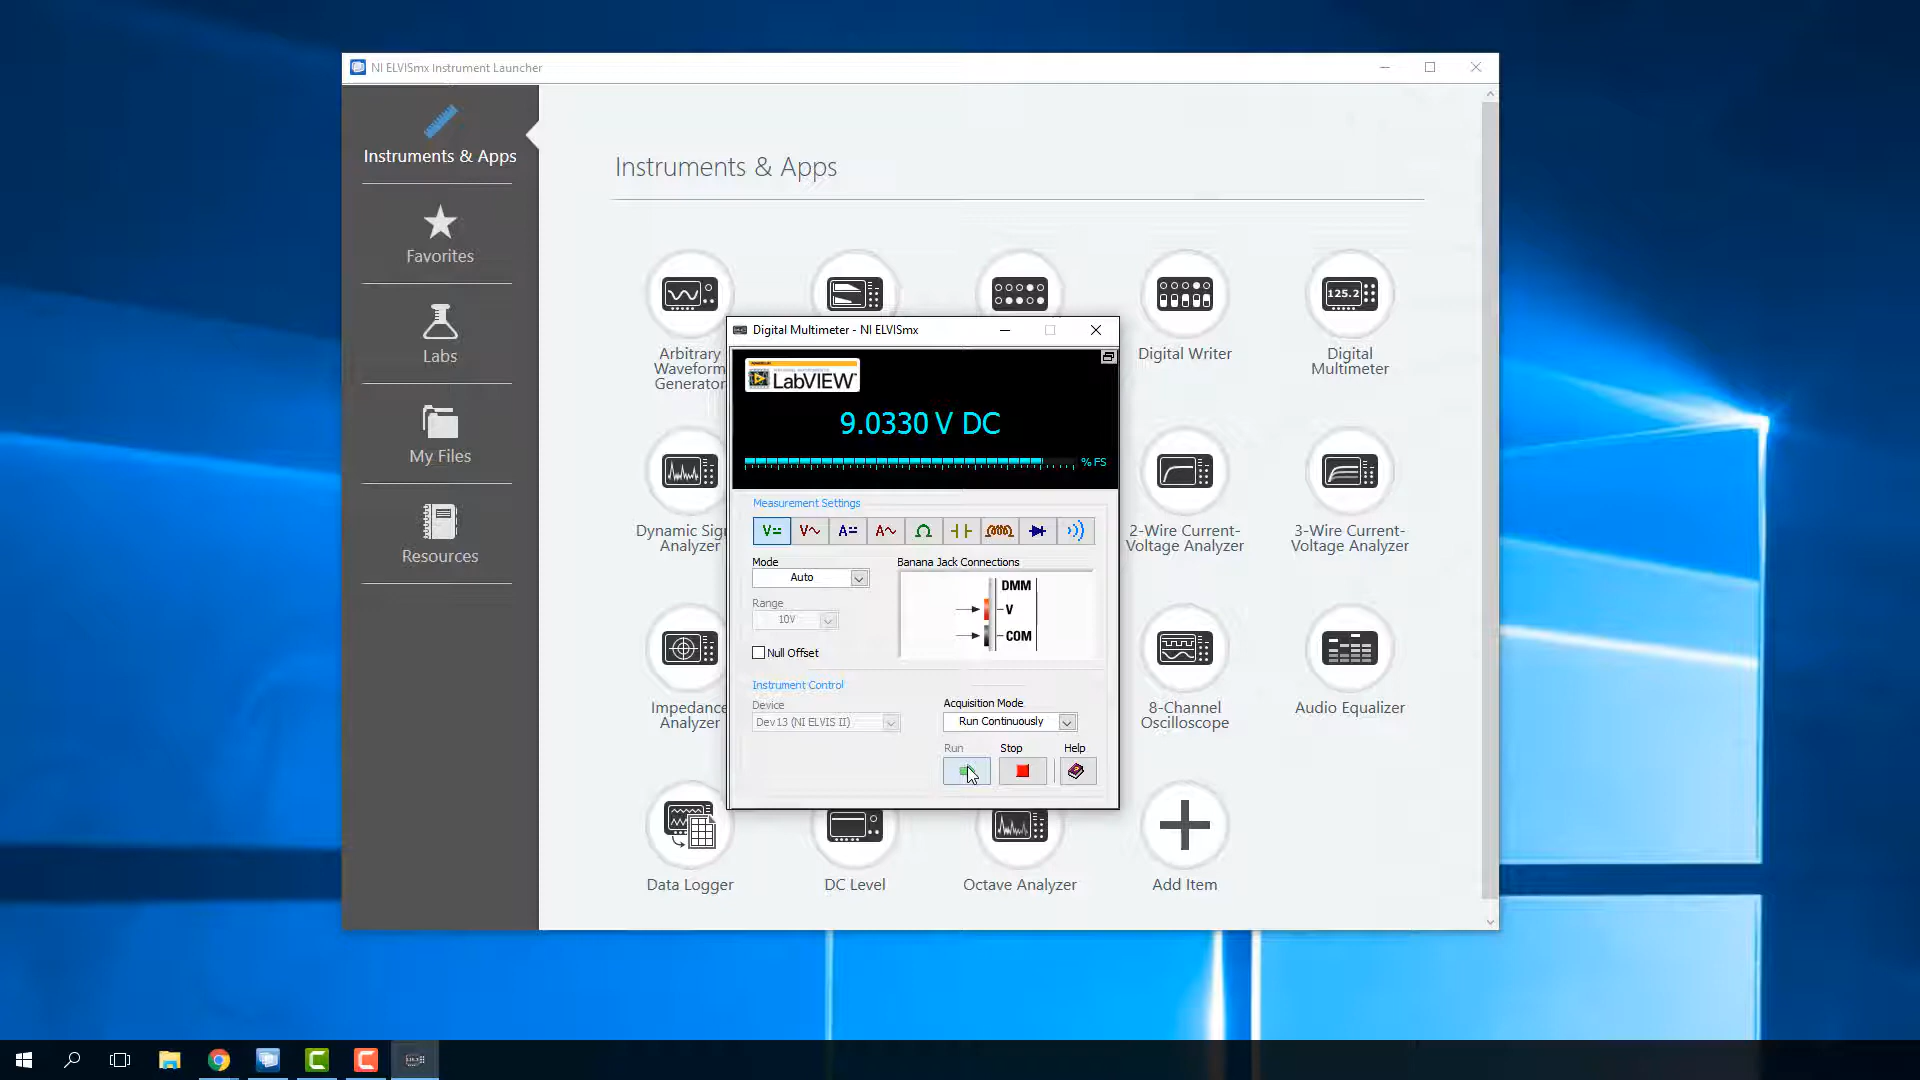 NI ELVISmx Instrument Launcher
Instruments & Apps
Favorites
Labs
My Files
Resources
Instruments & Apps
Arbitrary
Waveform
Generator
Digital Writer
125.2
Digital
Multimeter
Dynamic Sig
Analyzer
2-Wire Current-
Voltage Analyzer
3-Wire Current-
Voltage Analyzer
Impedance
Analyzer
8-Channel
Oscilloscope
Audio Equalizer
Data Logger
DC Level
Octave Analyzer
Add Item
Digital Multimeter - NI ELVISmx
LabVIEW™
9.0330 V DC
% FS
Measurement Settings
V=
V~
A=
A~
Ω
Mode
Auto
Range
10V
Null Offset
Banana Jack Connections
DMM
V
COM
Instrument Control
Device
Dev13 (NI ELVIS II)
Acquisition Mode
Run Continuously
Run
Stop
Help